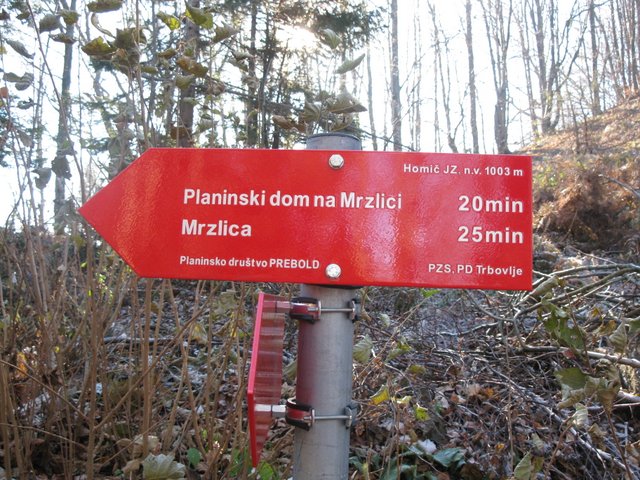 Homič JZ. n.v. 1003 m
Planinski dom na Mrzlici 20min
Mrzlica 25min
Planinsko društvo PREBOLD PZS. PD Trbovlje